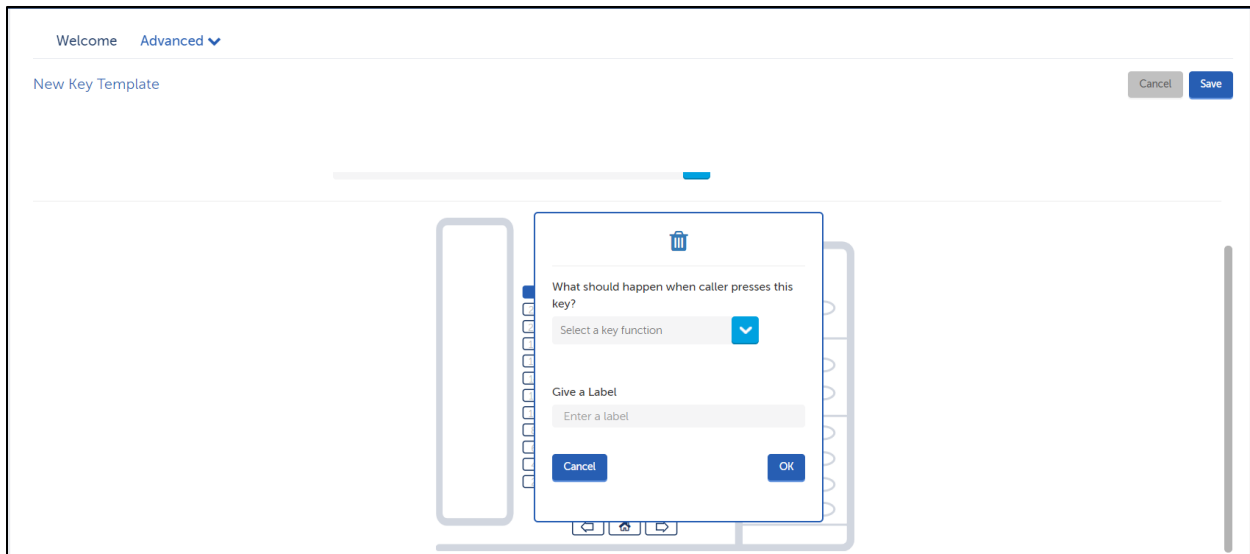 Welcome Advanced
New Key Template
Cancel Save
What should happen when caller presses this
key?
Select a key function
Give a Label
Enter a label
Cancel OK